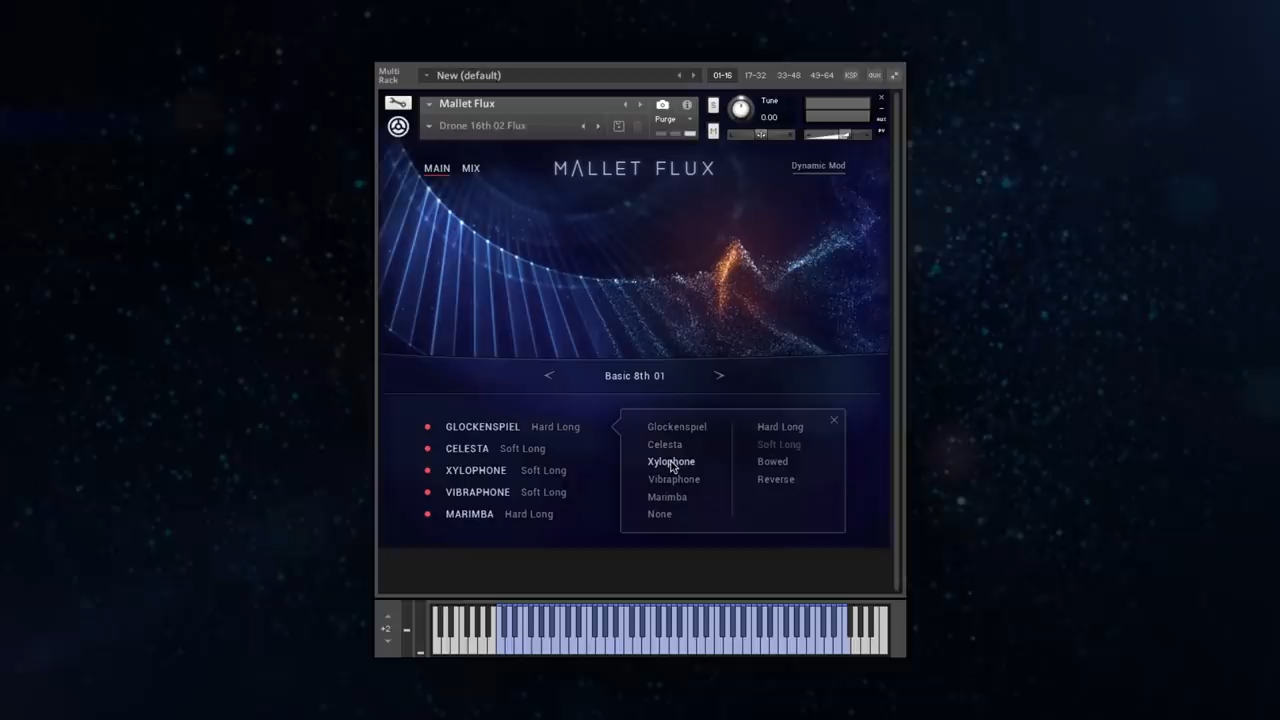 Multi Rack
New (default)
01-16 17-32 33-48 49-64 KSP
Mallet Flux
S
Tune
0.00
Drone 16th 02 Flux
Purge
M
AUX
PV
MAIN MIX
MALLET FLUX
Dynamic Mod
Basic 8th 01
GLOCKENSPIEL Hard Long
CELESTA Soft Long
XYLOPHONE Soft Long
VIBRAPHONE Soft Long
MARIMBA Hard Long
Glockenspiel
Celesta
Xylophone
Vibraphone
Marimba
None
Hard Long
Soft Long
Bowed
Reverse
+2